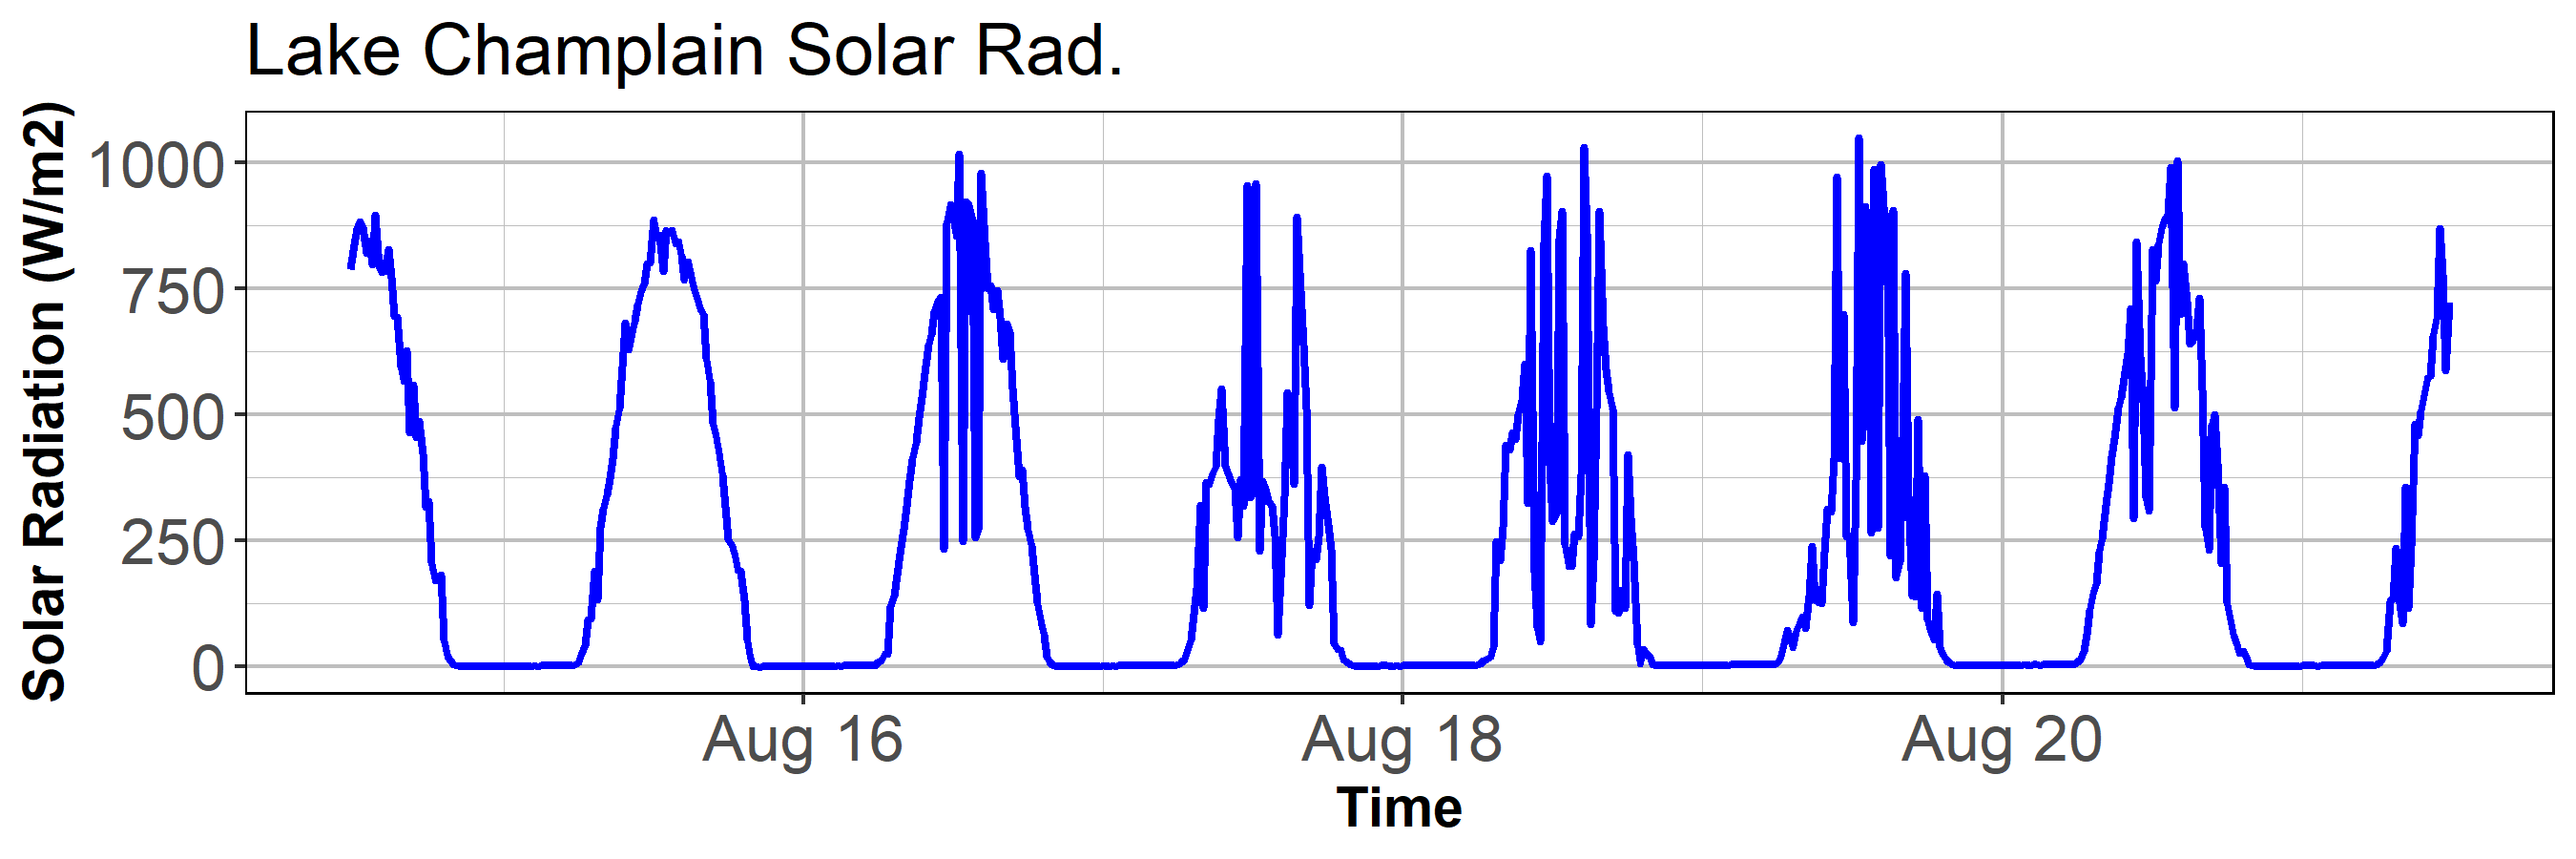 Lake Champlain Solar Rad.
Solar Radiation (W/m2)
1000
750
500
250
0
Aug 16
Aug 18
Aug 20
Time